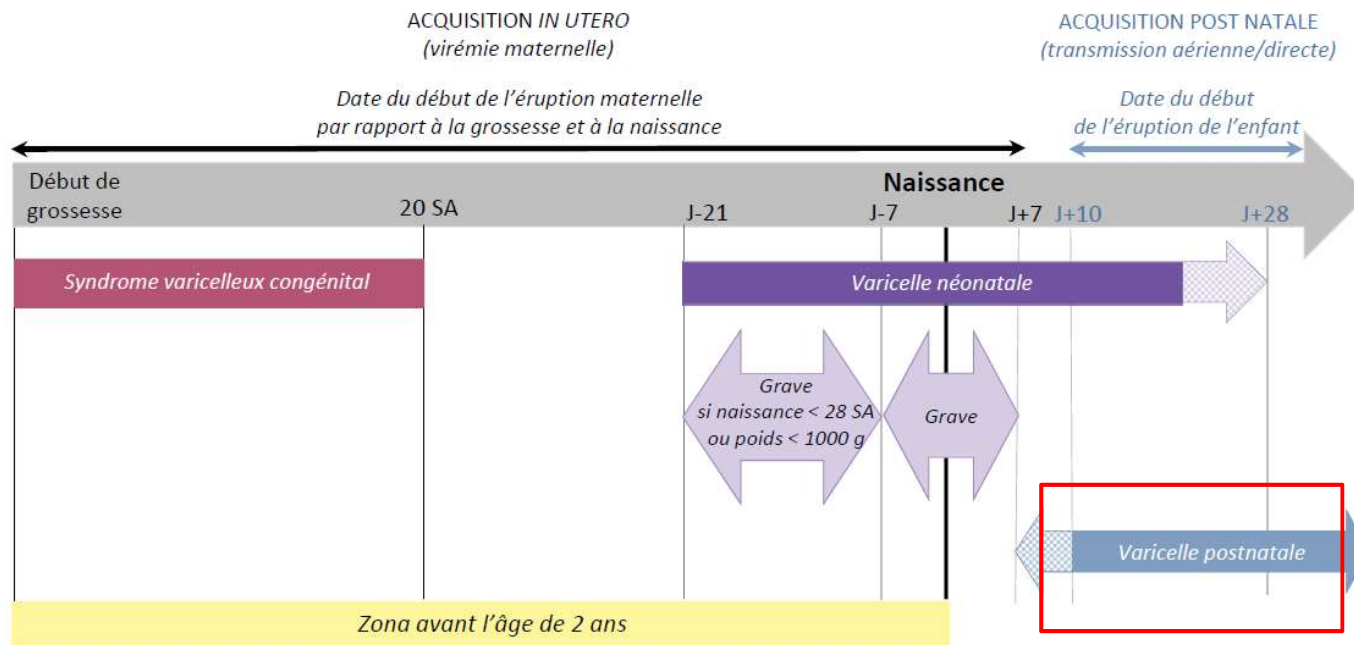 ACQUISITION IN UTERO
(virémie maternelle)
ACQUISITION POST NATALE
(transmission aérienne/directe)
Date du début de l'éruption maternelle
par rapport à la grossesse et à la naissance
Date du début
de l'éruption de l'enfant
Début de
grossesse
20 SA
J-21
J-7
Naissance
J+7
J+10
J+28
Syndrome varicelleux congénital
Varicelle néonatale
Grave
si naissance < 28 SA
ou poids < 1000 g
Grave
Varicelle postnatale
Zona avant l'âge de 2 ans